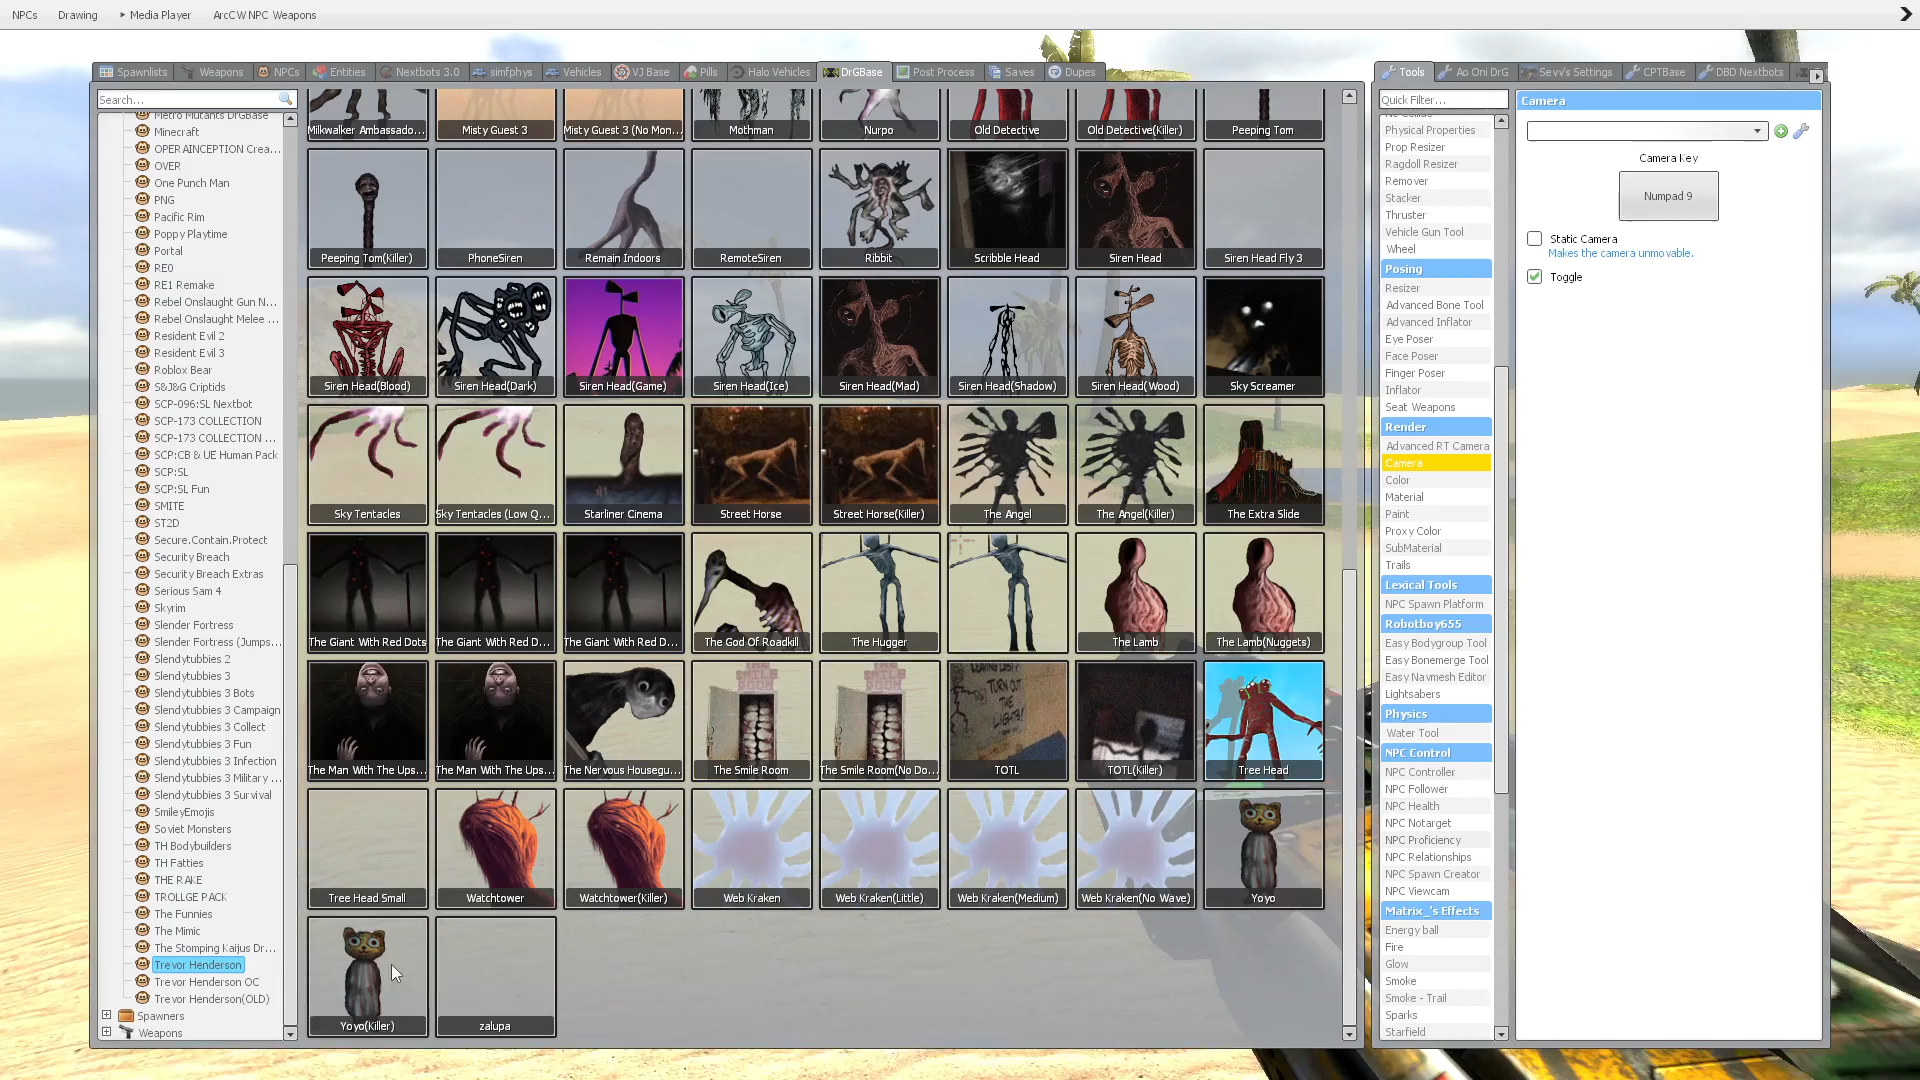 NPCs Drawing Media Player ArcCW NPC Weapons
Spawnlists Weapons NPCs Entities Nextbots 3.0 simfphys Vehicles VJ Base Pills Halo Vehicles DrGBase Post Process Saves Dupes
Search...
Metro Mutants DrGBase
Minecraft
OPERAINCEPTION Crea...
OVER
One Punch Man
PNG
Pacific Rim
Poppy Playtime
Portal
RE0
RE1 Remake
Rebel Onslaught Gun N...
Rebel Onslaught Melee ...
Resident Evil 2
Resident Evil 3
Roblox Bear
S&J&G Criptids
SCP-096:SL Nextbot
SCP-173 COLLECTION
SCP-173 COLLECTION ...
SCP:CB & UE Human Pack
SCP:SL
SCP:SL Fun
SMITE
ST2D
Secure.Contain.Protect
Security Breach
Security Breach Extras
Serious Sam 4
Skyrim
Slender Fortress
Slender Fortress (Jumps...
Slendytubbies 2
Slendytubbies 3
Slendytubbies 3 Bots
Slendytubbies 3 Campaign
Slendytubbies 3 Collect
Slendytubbies 3 Fun
Slendytubbies 3 Infection
Slendytubbies 3 Military ...
Slendytubbies 3 Survival
SmileyEmojis
Soviet Monsters
TH Bodybuilders
TH Fatties
THE RAKE
TROLLGE PACK
The Funnies
The Mimic
The Stomping Kaijus Dr...
Trevor Henderson
Trevor Henderson OC
Trevor Henderson(OLD)
Spawners
Weapons
Milkwalker Ambassado... Misty Guest 3 Misty Guest 3 (No Mon... Mothman Nurpo Old Detective Old Detective(Killer) Peeping Tom
Peeping Tom(Killer) PhoneSiren Remain Indoors RemoteSiren Ribbit Scribble Head Siren Head Siren Head Fly 3
Siren Head(Blood) Siren Head(Dark) Siren Head(Game) Siren Head(Ice) Siren Head(Mad) Siren Head(Shadow) Siren Head(Wood) Sky Screamer
Sky Tentacles Sky Tentacles (Low Q... Starliner Cinema Street Horse Street Horse(Killer) The Angel The Angel(Killer) The Extra Slide
The Giant With Red Dots The Giant With Red D... The Giant With Red D... The God Of Roadkill The Hugger The Lamb The Lamb(Nuggets)
SMILE ROOM SMILE ROOM
TURN OUT
THE
LIGHTS!
The Man With The Ups... The Man With The Ups... The Nervous Housegu... The Smile Room The Smile Room(No Do... TOTL TOTL(Killer) Tree Head
Tree Head Small Watchtower Watchtower(Killer) Web Kraken Web Kraken(Little) Web Kraken(Medium) Web Kraken(No Wave) Yoyo
Yoyo(Killer) zalupa
Tools Ao Oni DrG Sevv's Settings CPTBase DBD Nextbots
Quick Filter...
No Collide
Physical Properties
Prop Resizer
Ragdoll Resizer
Remover
Stacker
Thruster
Vehicle Gun Tool
Wheel
Posing
Resizer
Advanced Bone Tool
Advanced Inflator
Eye Poser
Face Poser
Finger Poser
Inflator
Seat Weapons
Render
Advanced RT Camera
Camera
Color
Material
Paint
Proxy Color
SubMaterial
Trails
Lexical Tools
NPC Spawn Platform
Robotboy655
Easy Bodygroup Tool
Easy Bonemerge Tool
Easy Navmesh Editor
Lightsabers
Physics
Water Tool
NPC Control
NPC Controller
NPC Follower
NPC Health
NPC Notarget
NPC Proficiency
NPC Relationships
NPC Spawn Creator
NPC Viewcam
Matrix_'s Effects
Energy ball
Fire
Glow
Smoke
Smoke - Trail
Sparks
Starfield
Camera
Camera Key
Numpad 9
Static Camera
Makes the camera unmovable.
Toggle